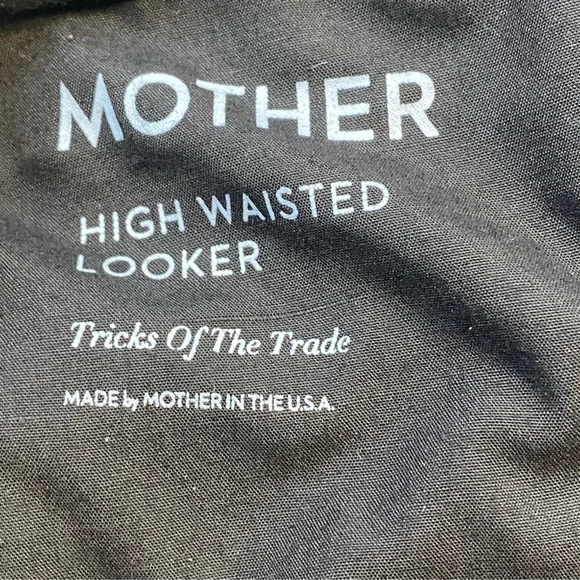 MOTHER
HIGH WAISTED
LOOKER
Tricks Of The Trade
MADE by MOTHER IN THE U.S.A.